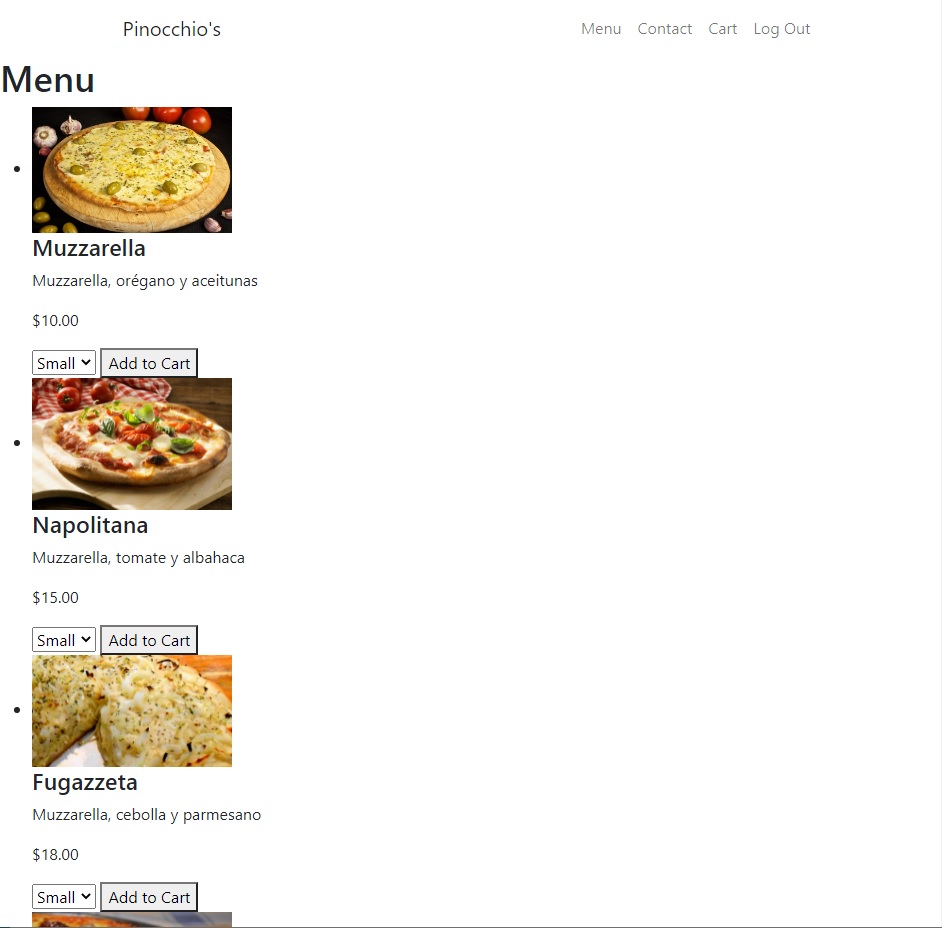 Pinocchio's
Menu Contact Cart Log Out
Menu
Muzzarella
Muzzarella, orégano y aceitunas
$10.00
Small Add to Cart
Napolitana
Muzzarella, tomate y albahaca
$15.00
Small Add to Cart
Fugazzeta
Muzzarella, cebolla y parmesano
$18.00
Small Add to Cart